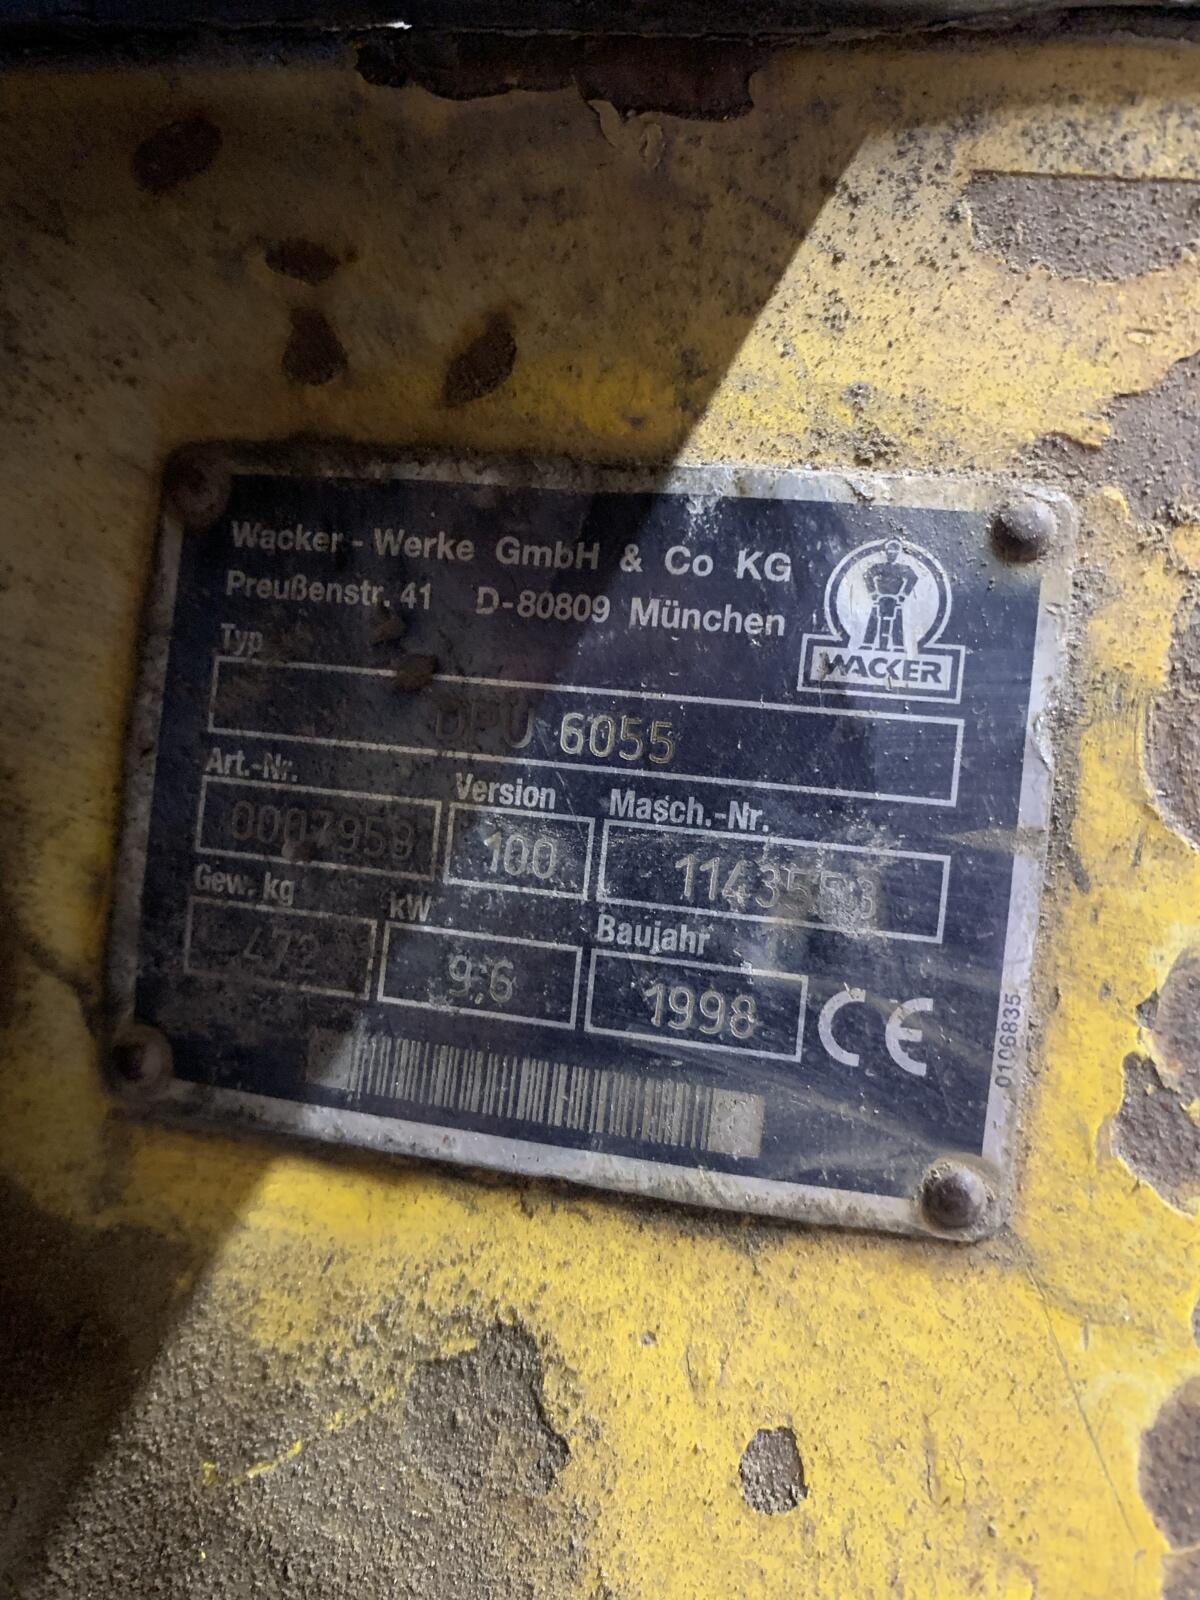 Wacker - Werke GmbH & Co KG
Preußenstr. 41 D-80809 München
WACKER
Typ
DPU 6055
Art.-Nr. Version Masch.-Nr.
100
Gew. kg kW Baujahr
472 9,6 1998 CE
0106835